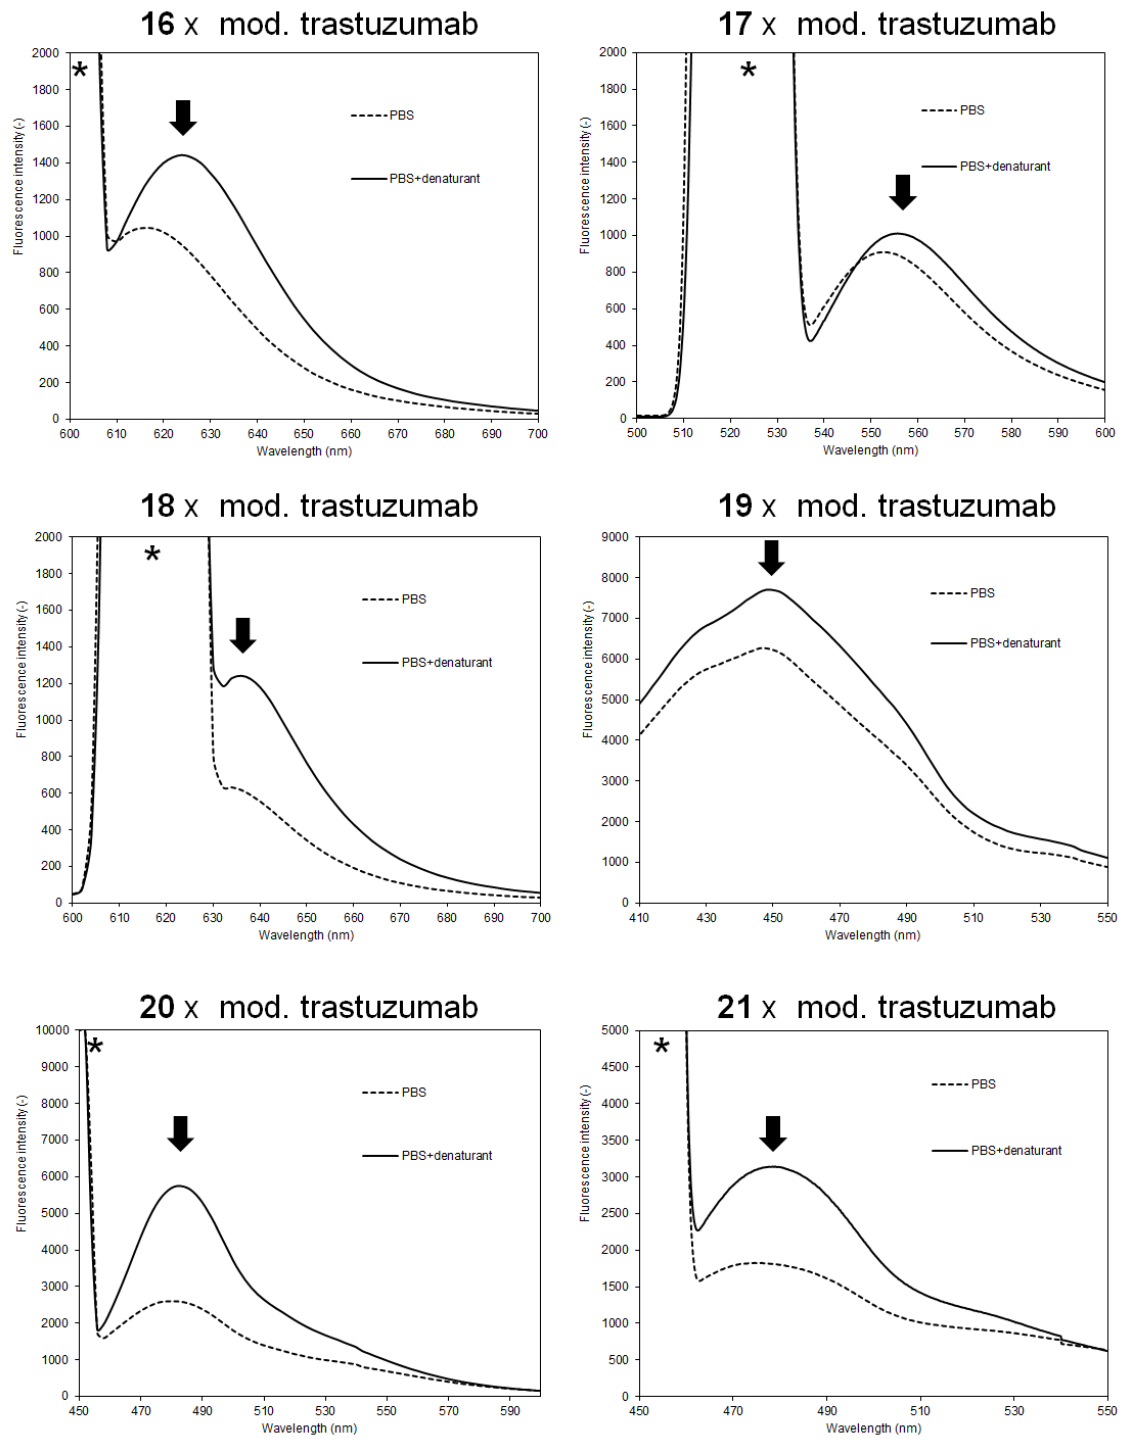 16 x mod. trastuzumab
Fluorescence intensity (-)
2000
1800
1600
1400
1200
1000
800
600
400
200
0
*
PBS
PBS+denaturant
600 610 620 630 640 650 660 670 680 690 700
Wavelength (nm)
17 x mod. trastuzumab
Fluorescence intensity (-)
2000
1800
1600
1400
1200
1000
800
600
400
200
0
*
PBS
PBS+denaturant
500 510 520 530 540 550 560 570 580 590 600
Wavelength (nm)
18 x mod. trastuzumab
Fluorescence intensity (-)
2000
1800
1600
1400
1200
1000
800
600
400
200
0
*
PBS
PBS+denaturant
600 610 620 630 640 650 660 670 680 690 700
Wavelength (nm)
19 x mod. trastuzumab
Fluorescence intensity (-)
9000
8000
7000
6000
5000
4000
3000
2000
1000
0
PBS
PBS+denaturant
410 430 450 470 490 510 530 550
Wavelength (nm)
20 x mod. trastuzumab
Fluorescence intensity (-)
10000
9000
8000
7000
6000
5000
4000
3000
2000
1000
0
*
PBS
PBS+denaturant
450 470 490 510 530 550 570 590
Wavelength (nm)
21 x mod. trastuzumab
Fluorescence intensity (-)
5000
4500
4000
3500
3000
2500
2000
1500
1000
500
0
*
PBS
PBS+denaturant
450 470 490 510 530 550
Wavelength (nm)